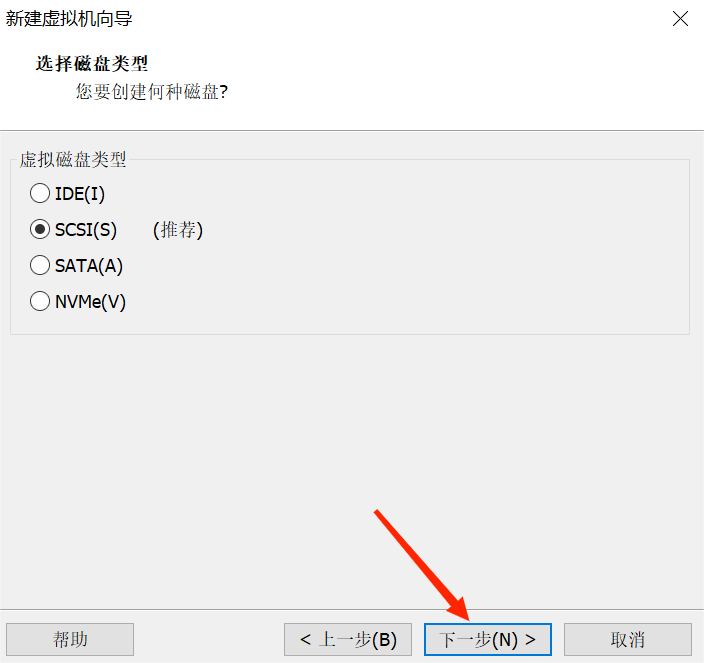 新建虚拟机向导
选择磁盘类型
您要创建何种磁盘?
虚拟磁盘类型
IDE(I)
SCSI(S) (推荐)
SATA(A)
NVMe(V)
帮助
< 上一步(B)
下一步(N) >
取消